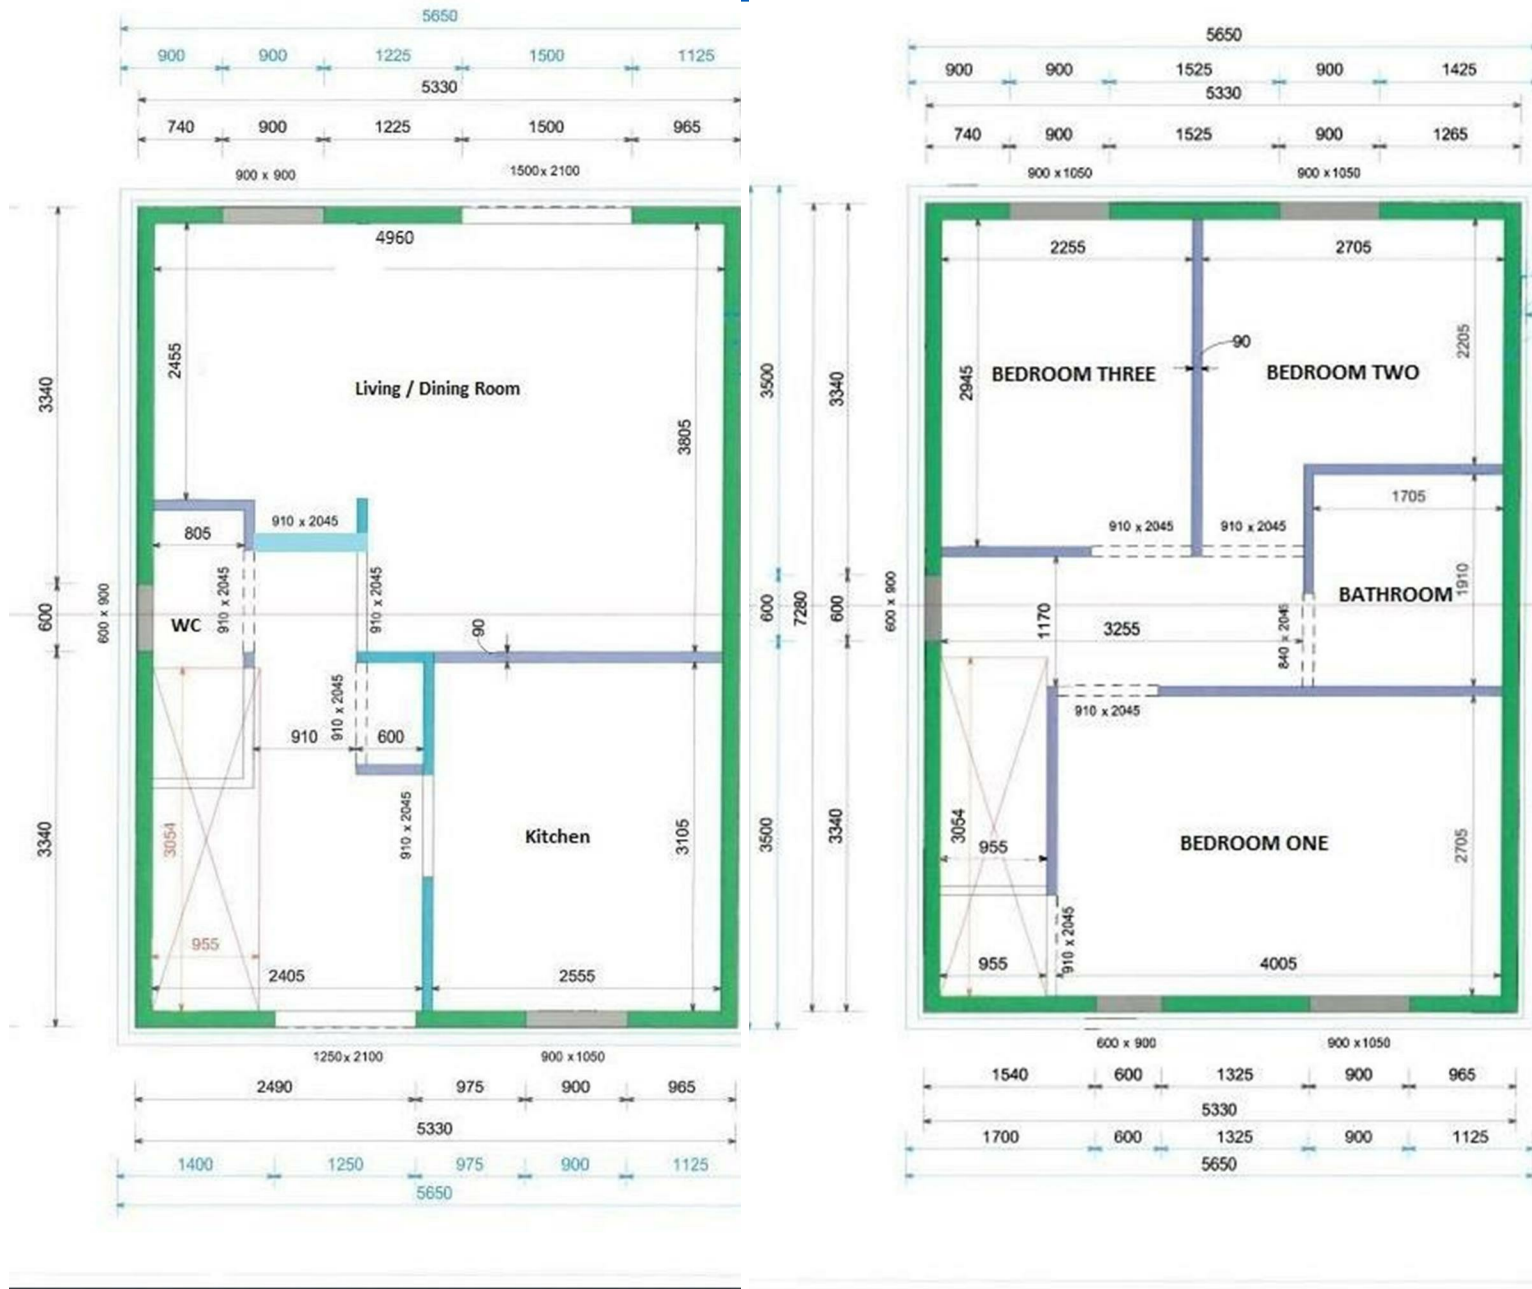 5650
900 900 1225 1500 1125
5330
740 900 1225 1500 965
900 x 900
1500 x 2100
4960
2455
3340
Living / Dining Room
3805
910 x 2045
805
910 x 2045
910 x 2045
600 x 900
600
WC
90
910 x 2045
910
600
910 x 2045
Kitchen
3340
3054
3105
955
2405
2555
1250 x 2100
900 x 1050
2490 975 900 965
5330
1400 1250 975 900 1125
5650
5650
900 900 1525 900 1425
5330
740 900 1525 900 1265
900 x 1050
900 x 1050
2255
2705
90
2205
3500
3340
2945
BEDROOM THREE
BEDROOM TWO
1705
910 x 2045
910 x 2045
600
7280
600
600 x 900
1170
3255
BATHROOM
1910
840 x 2045
910 x 2045
3500
3340
3054
955
BEDROOM ONE
2705
910 x 2045
955
4005
600 x 900
900 x 1050
1540 600 1325 900 965
5330
1700 600 1325 900 1125
5650